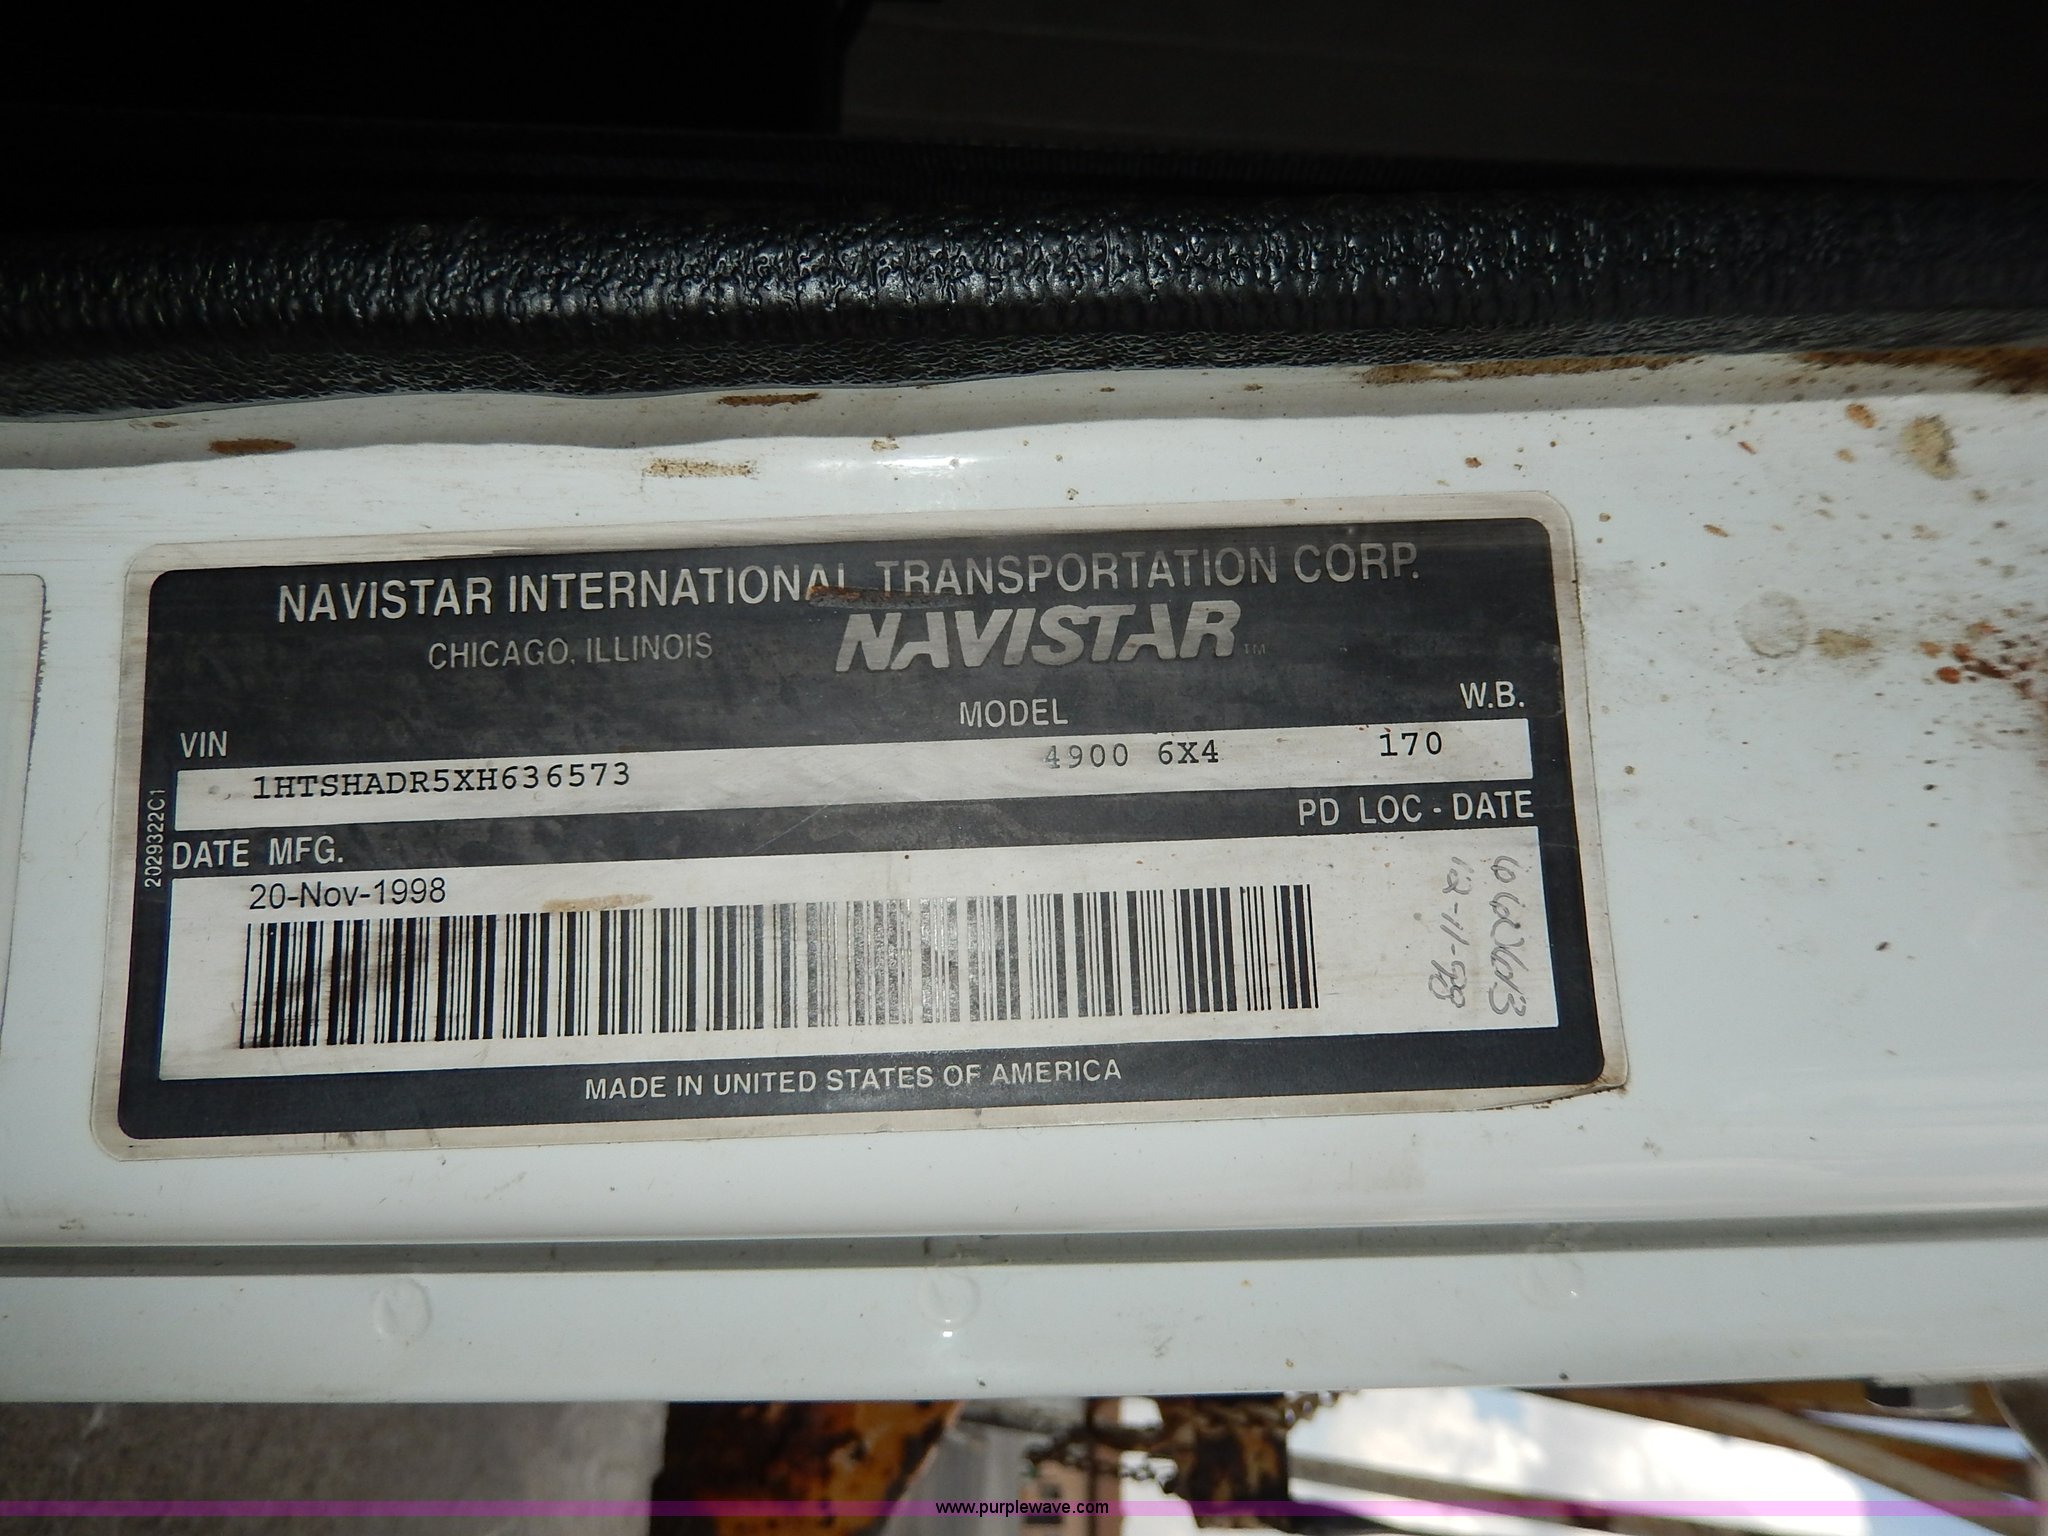 NAVISTAR INTERNATIONAL TRANSPORTATION CORP.
CHICAGO, ILLINOIS
NAVISTAR™
VIN
MODEL
W.B.
1HTSHADR5XH636573
4900 6X4
170
2029322C1
DATE MFG.
PD LOC - DATE
20-Nov-1998
12-11-98
MADE IN UNITED STATES OF AMERICA
www.purplewave.com